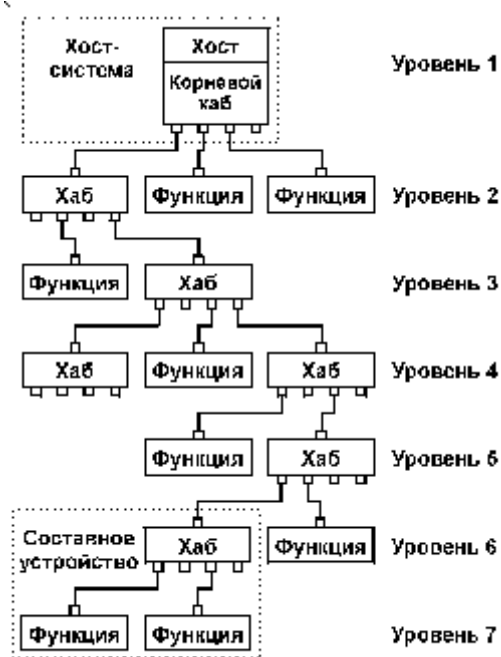 Хост-
система
Хост
Корневой
хаб
Уровень 1
Хаб
Функция
Функция
Уровень 2
Функция
Хаб
Уровень 3
Хаб
Функция
Хаб
Уровень 4
Функция
Хаб
Уровень 5
Составное
устройство
Хаб
Функция
Уровень 6
Функция
Функция
Уровень 7